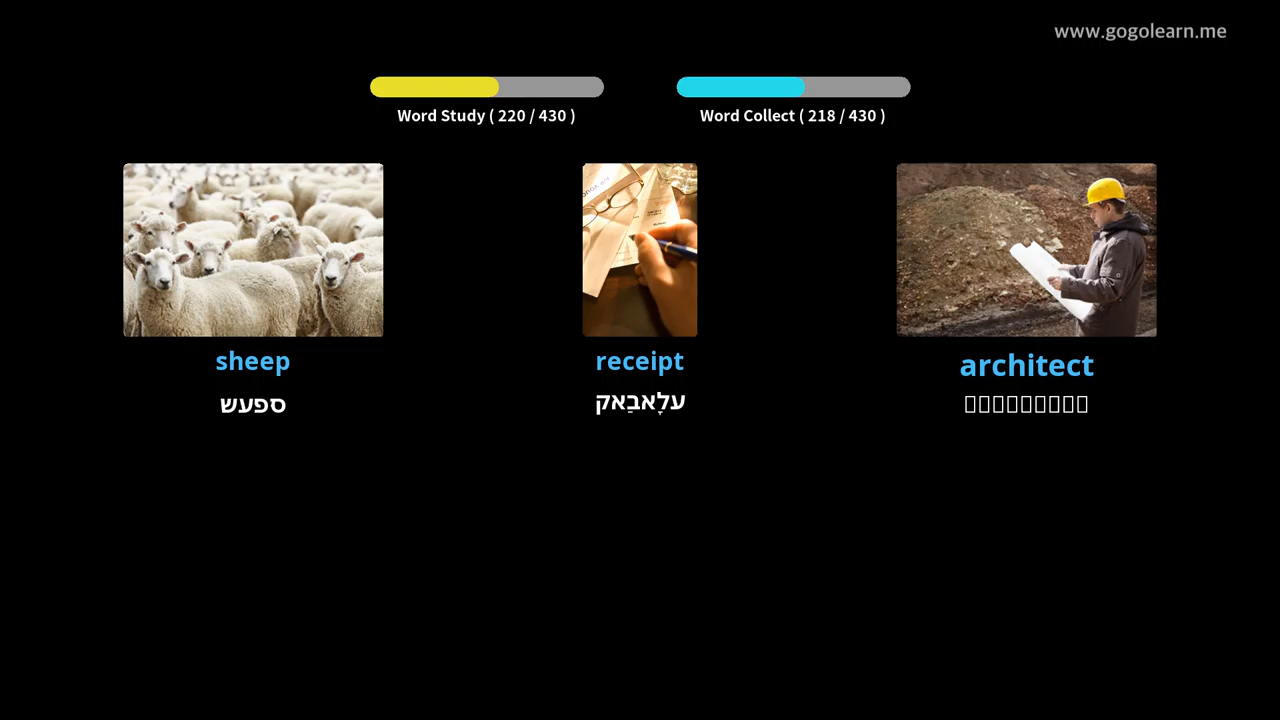 www.gogolearn.me
Word Study ( 220 / 430 )
Word Collect ( 218 / 430 )
sheep
receipt
architect
ספעש
עלָאבַאק